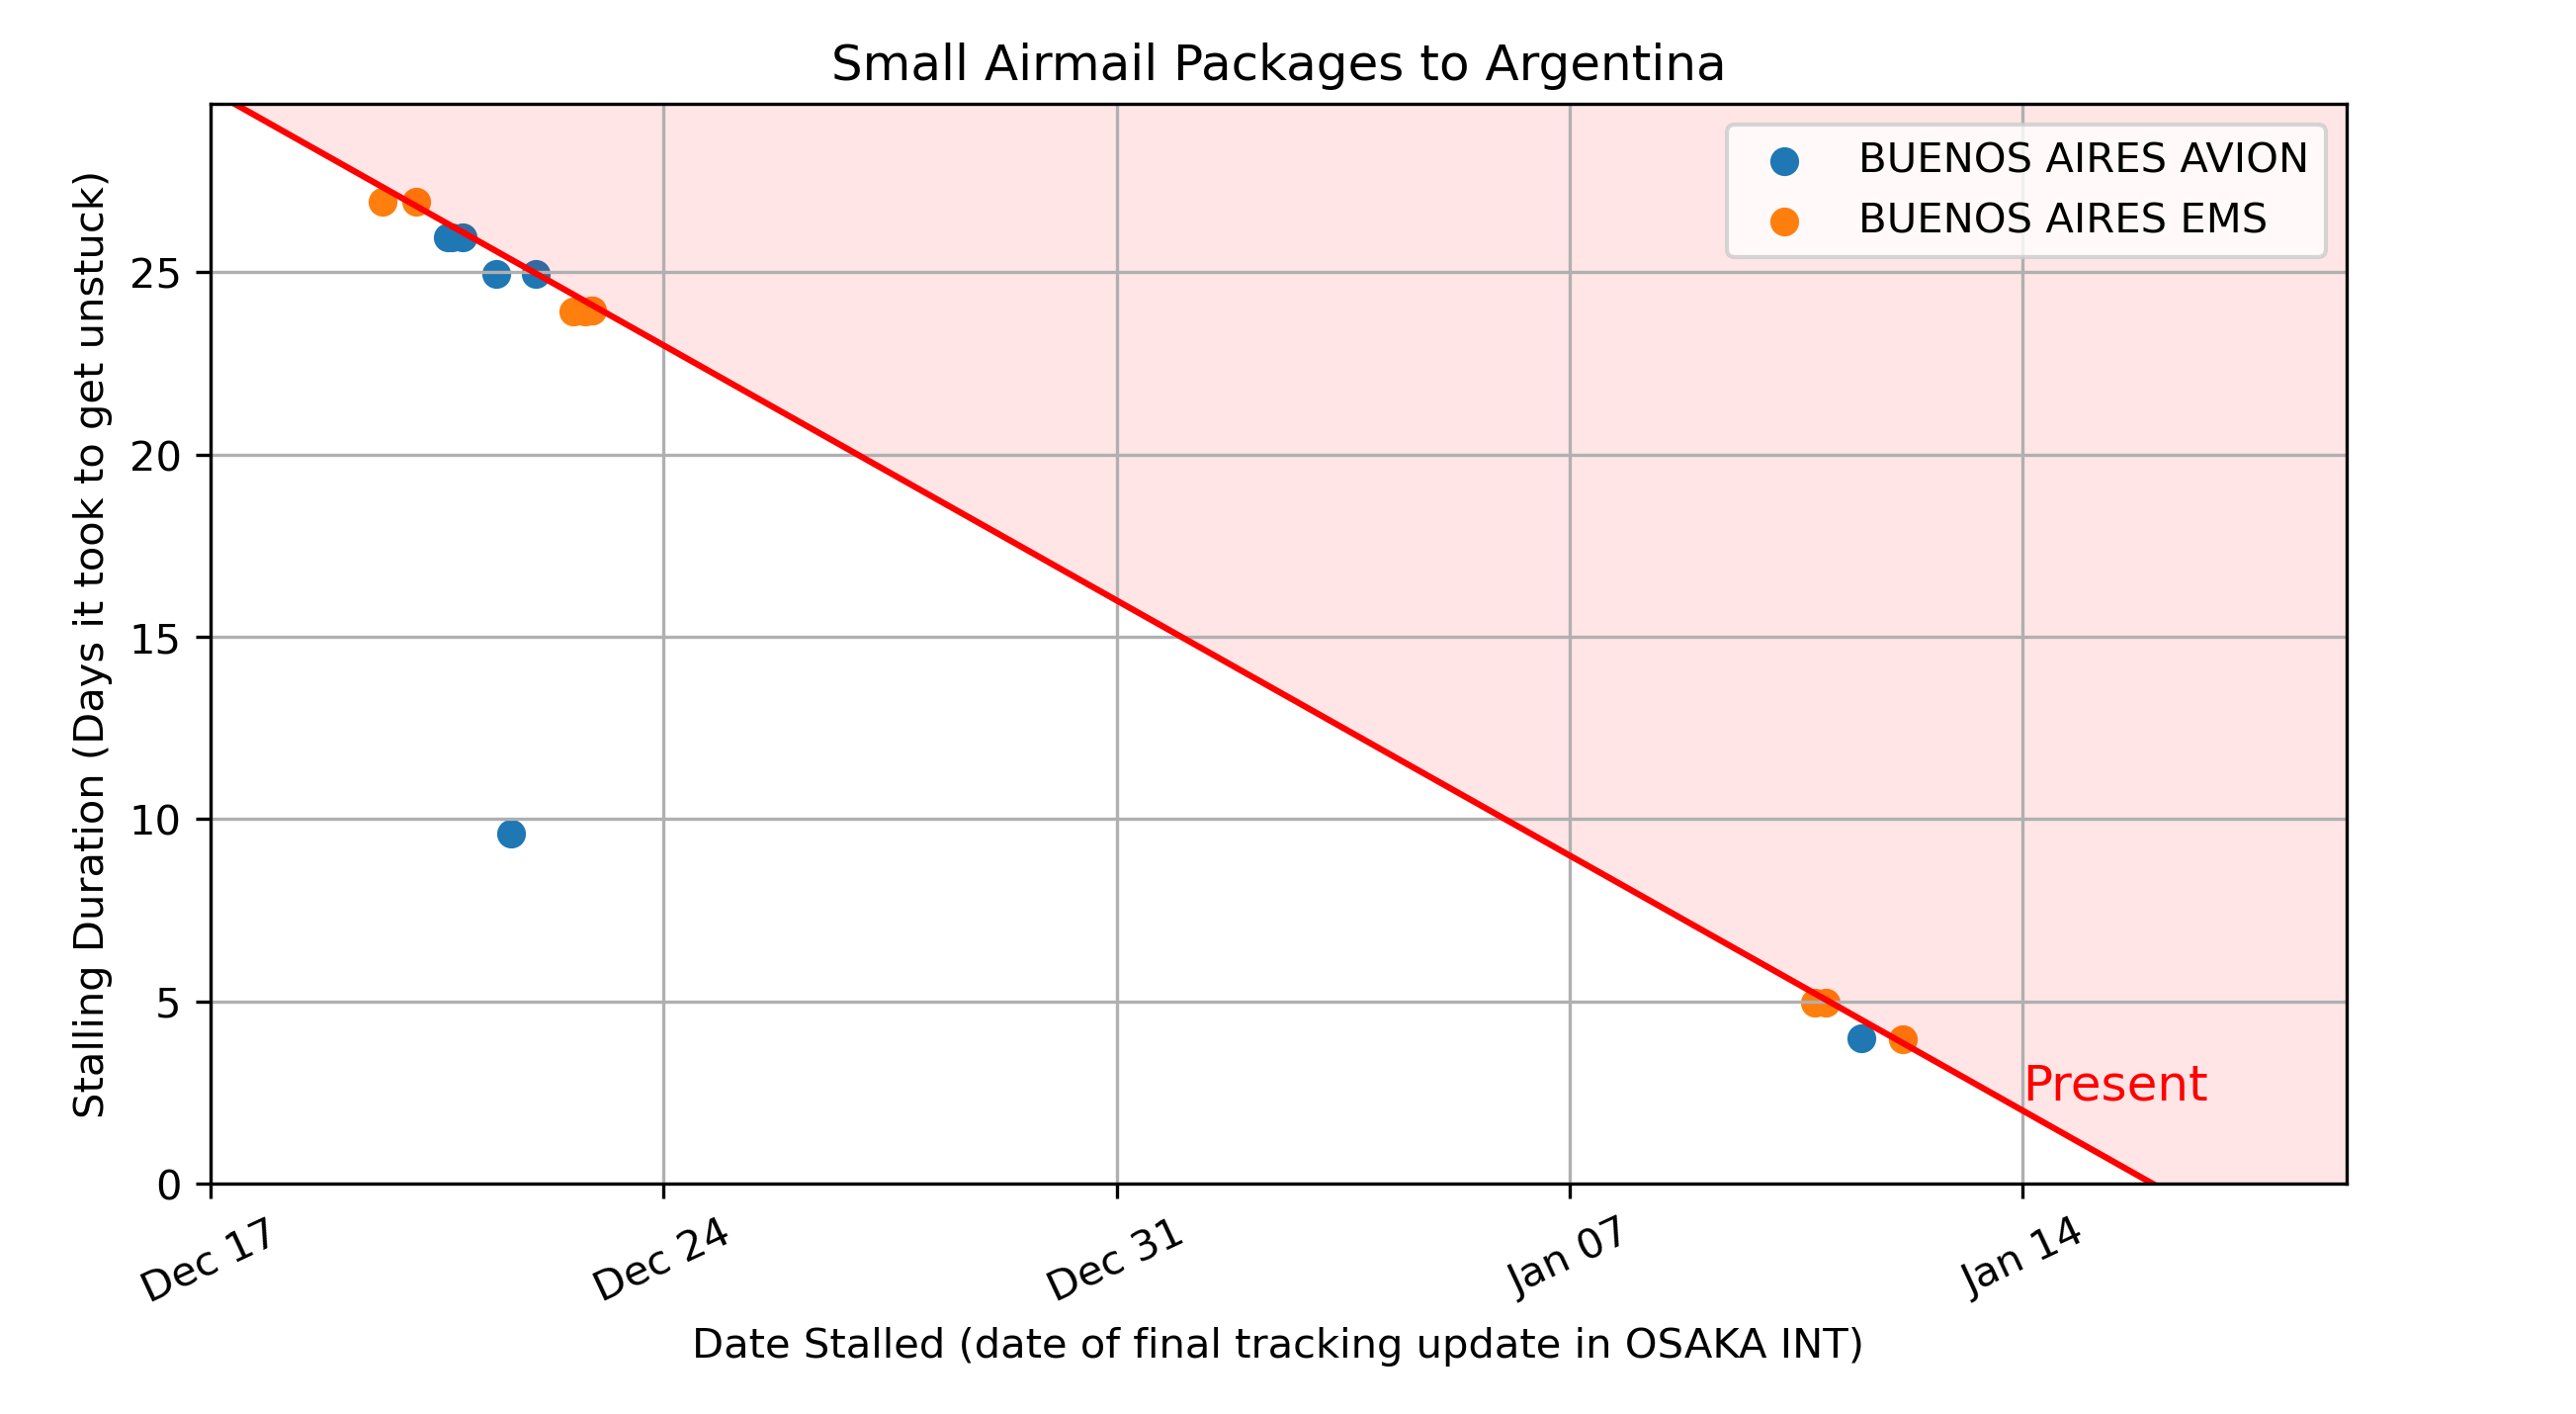 Small Airmail Packages to Argentina
BUENOS AIRES AVION
BUENOS AIRES EMS
Stalling Duration (Days it took to get unstuck)
25
20
15
10
5
0
Present
Dec 17
Dec 24
Dec 31
Jan 07
Jan 14
Date Stalled (date of final tracking update in OSAKA INT)